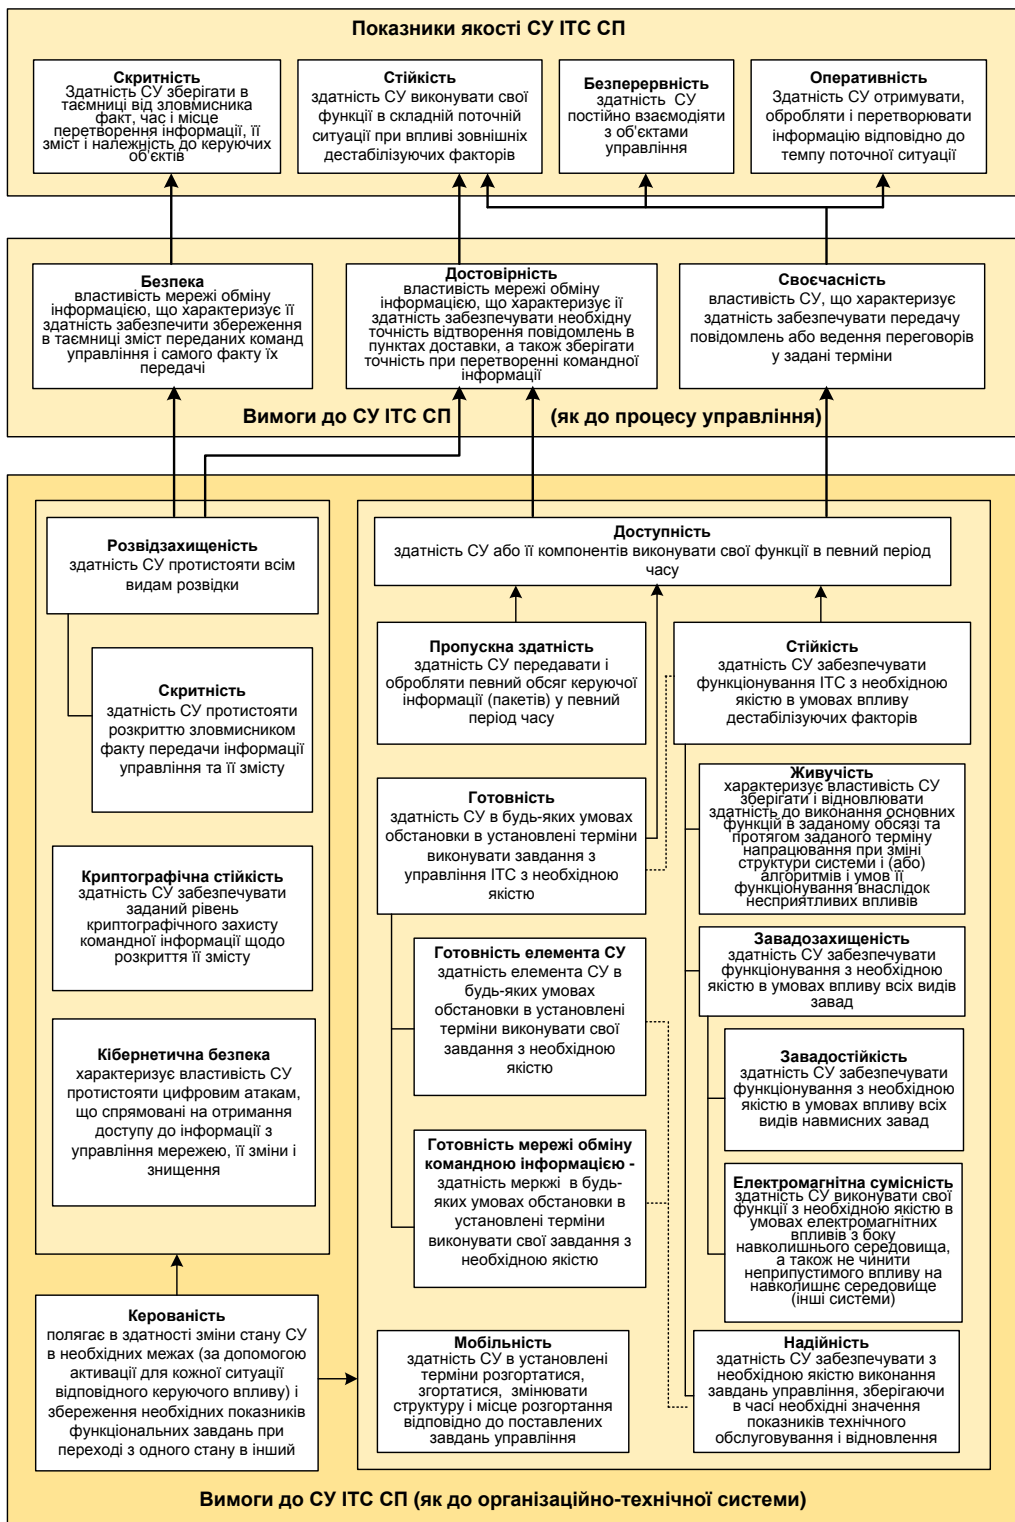 Показники якості СУ ІТС СП
Скритність
Здатність СУ зберігати в
таємниці від зловмисника
факт, час і місце
перетворення інформації, її
зміст і належність до керуючих
об'єктів
Стійкість
здатність СУ виконувати свої
функції при складній поточній
ситуації при впливі зовнішніх
дестабілізуючих факторів
Безперервність
здатність СУ
постійно взаємодіяти
з об'єктами
управління
Оперативність
Здатність СУ отримувати,
обробляти і перетворювати
інформацію відповідно до
темпу поточної ситуації
Безпека
властивість мережі обміну
інформацією, що характеризує її
здатність забезпечити збереження
в таємниці зміст переданих команд
управління і самого факту їх
передачі
Достовірність
властивість мережі обміну
інформацією, що характеризує ії
здатність забезпечувати необхідну
точність відтворення повідомлень в
пунктах доставки, а також зберігати
точність при перетворенні командної
інформації
Своєчасність
властивість СУ, що характеризує
здатність забезпечувати передачу
повідомлень або ведення переговорів
у задані терміни
Вимоги до СУ ІТС СП (як до процесу управління)
Розвідзахищеність
здатність СУ протистояти всім
видам розвідки
Скритність
здатність СУ протистояти
розкриттю зловмисником
факту передачи інформації
управління та її змісту
Криптографічна стійкість
здатність СУ забезпечувати
заданий рівень
криптографічного захисту
командної інформації щодо
розкриття її змісту
Кібернетична безпека
характеризує властивість СУ
протистояти цифровим атакам,
що спрямовані на отримання
доступу до інформації з
управління мережею, її зміни і
знищення
Керованість
полягає в здатності зміни стану СУ
в необхідних межах (за допомогою
активації для кожної ситуації
відповідного керуючого впливу) і
збереження необхідних показників
функціональних завдань при
переході з одного стану в інший
Доступність
здатність СУ або її компонентів виконувати свої функції в певний період
часу
Пропускна здатність
здатність СУ передавати і
обробляти певний обсяг керуючої
інформації (пакетів) у певний
період часу
Готовність
здатність СУ в будь-яких умовах
обстановки в установлені терміни
виконувати завдання з
управління ІТС з необхідною
якістю
Готовність елемента СУ
здатність елемента СУ в
будь-яких умовах
обстановки в установлені
терміни виконувати свої
завдання з необхідною
якістю
Готовність мережі обміну
командною інформацією -
здатність меркжі в будь-
яких умовах обстановки в
установлені терміни
виконувати свої завдання з
необхідною якістю
Мобільність
здатність СУ в установлені
терміни розгортатися,
згортатися, змінювати
структуру і місце розгортання
відповідно до поставлених
завдань управління
Стійкість
здатність СУ забезпечувати
функціонування ІТС з необхідною
якістю в умовах впливу
дестабілізуючих факторів
Живучість
характеризує властивість СУ
зберігати і відновлювати
здатність до виконання основних
функцій в заданому обсязі та
протягом заданого терміну
напрацювання при зміні
структури системи і (або)
алгоритмів і умов її
функціонування внаслідок
несприятливих впливів
Завадозахищеність
здатність СУ забезпечувати
функціонування з необхідною
якістю в умовах впливу всіх видів
завад
Завадостійкість
здатність СУ забезпечувати
функціонування з необхідною
якістю в умовах впливу всіх
видів навмисних завад
Електромагнітна сумісність
здатність СУ виконувати свої
функції з необхідною якістю в
умовах електромагнітних
впливів з боку
навколишнього середовища,
а також не чинити
неприпустимого впливу на
навколишнє середовище
(інші системи)
Надійність
здатність СУ забезпечувати з
необхідною якістю виконання
завдань управління, зберігаючи
в часі необхідні значення
показників технічного
обслуговування і відновлення
Вимоги до СУ ІТС СП (як до організаційно-технічної системи)